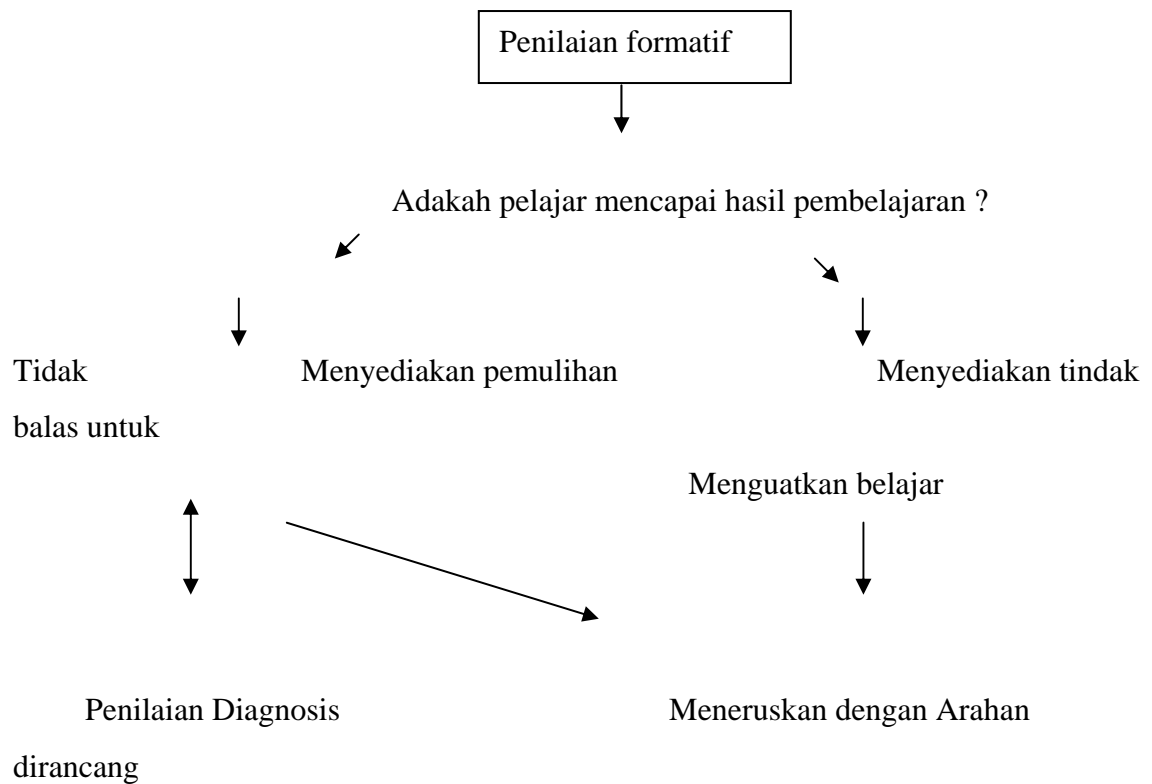 Penilaian formatif
Adakah pelajar mencapai hasil pembelajaran ?
Tidak Menyediakan pemulihan Menyediakan tindak
balas untuk
Menguatkan belajar
Penilaian Diagnosis Meneruskan dengan Arahan
dirancang